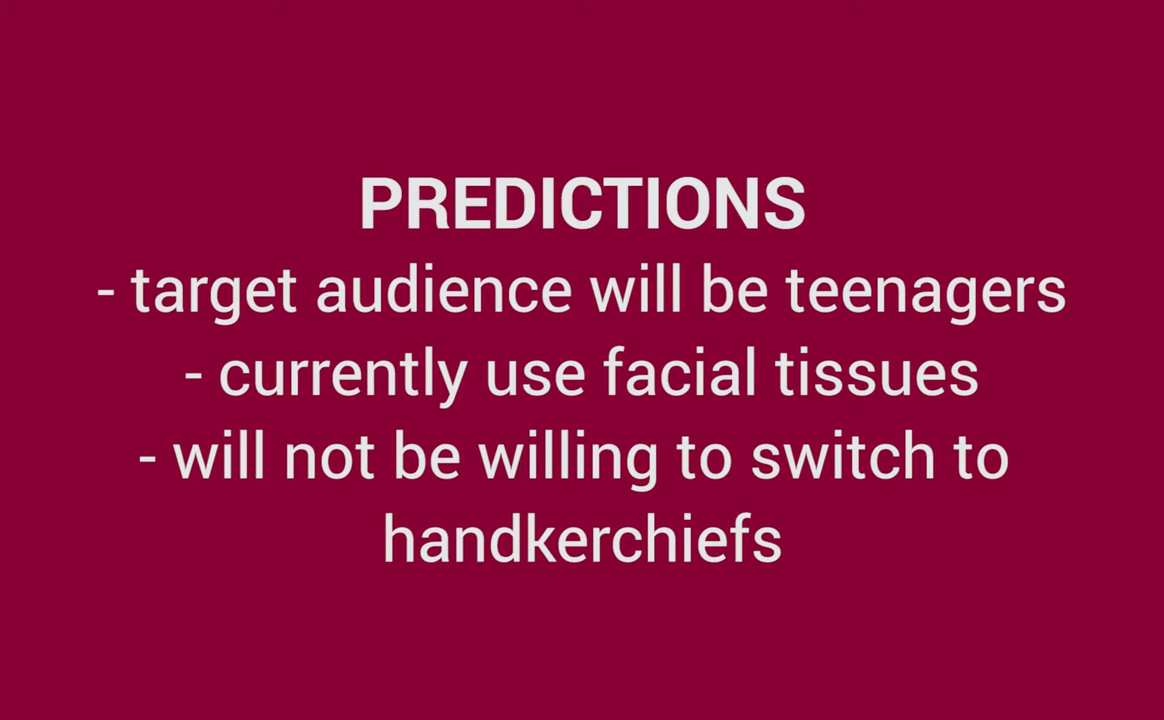 PREDICTIONS
- target audience will be teenagers
- currently use facial tissues
- will not be willing to switch to
handkerchiefs